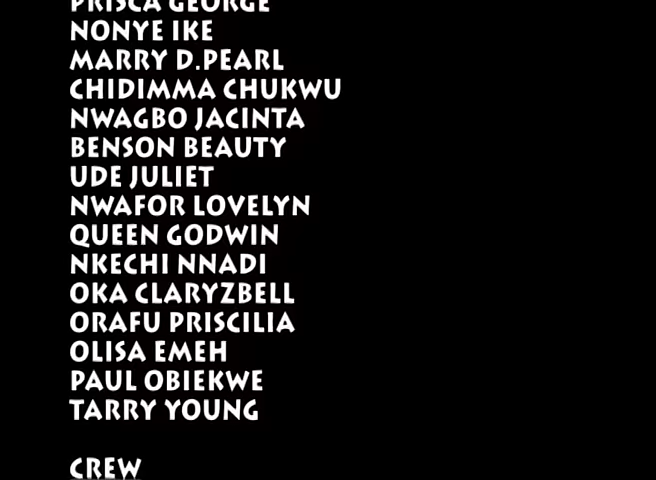 PRISCA GEORGE
NONYE IKE
MARRY D.PEARL
CHIDIMMA CHUKWU
NWAGBO JACINTA
BENSON BEAUTY
UDE JULIET
NWAFOR LOVELYN
QUEEN GODWIN
NKECHI NNADI
OKA CLARYZBELL
ORAFU PRISCILIA
OLISA EMEH
PAUL OBIEKWE
TARRY YOUNG
CREW